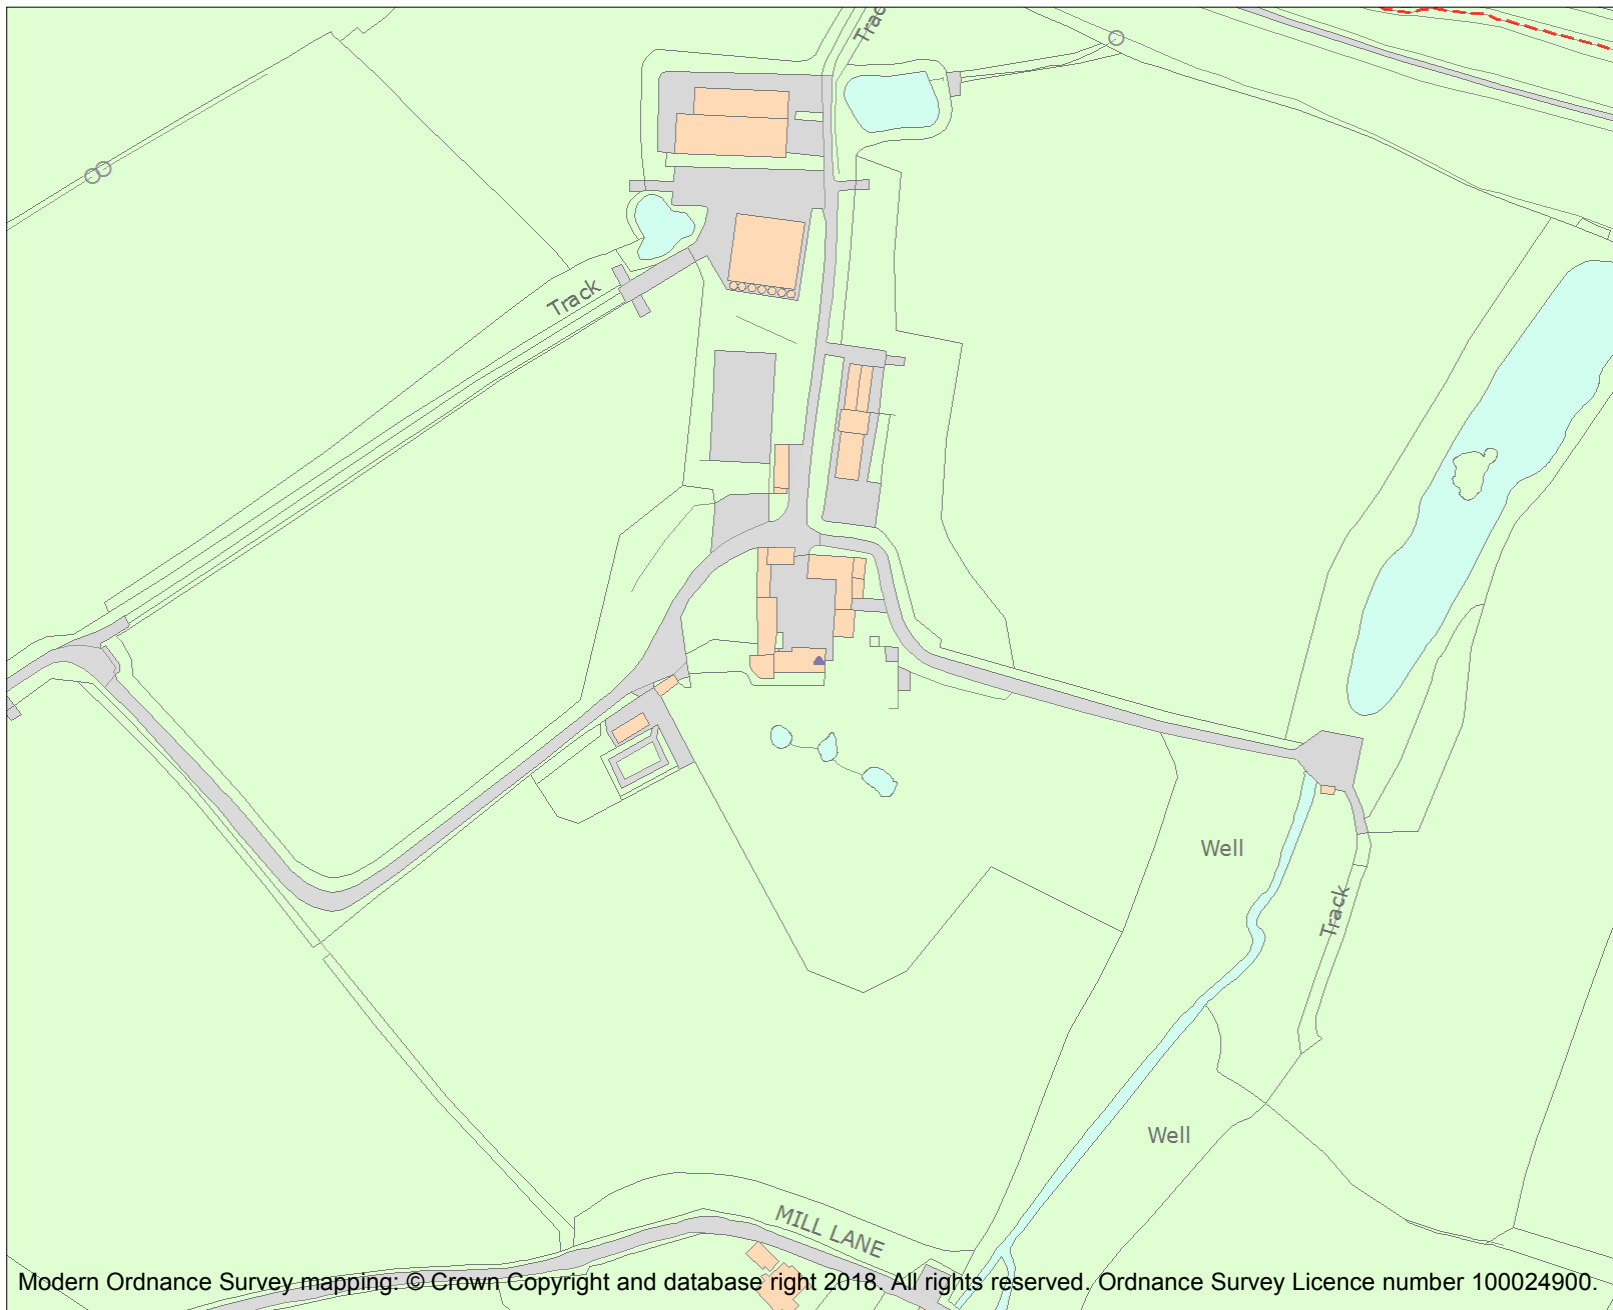 Trac
Track
Well
Track
Well
MILL LANE
Modern Ordnance Survey mapping: © Crown Copyright and database right 2018. All rights reserved. Ordnance Survey Licence number 100024900.